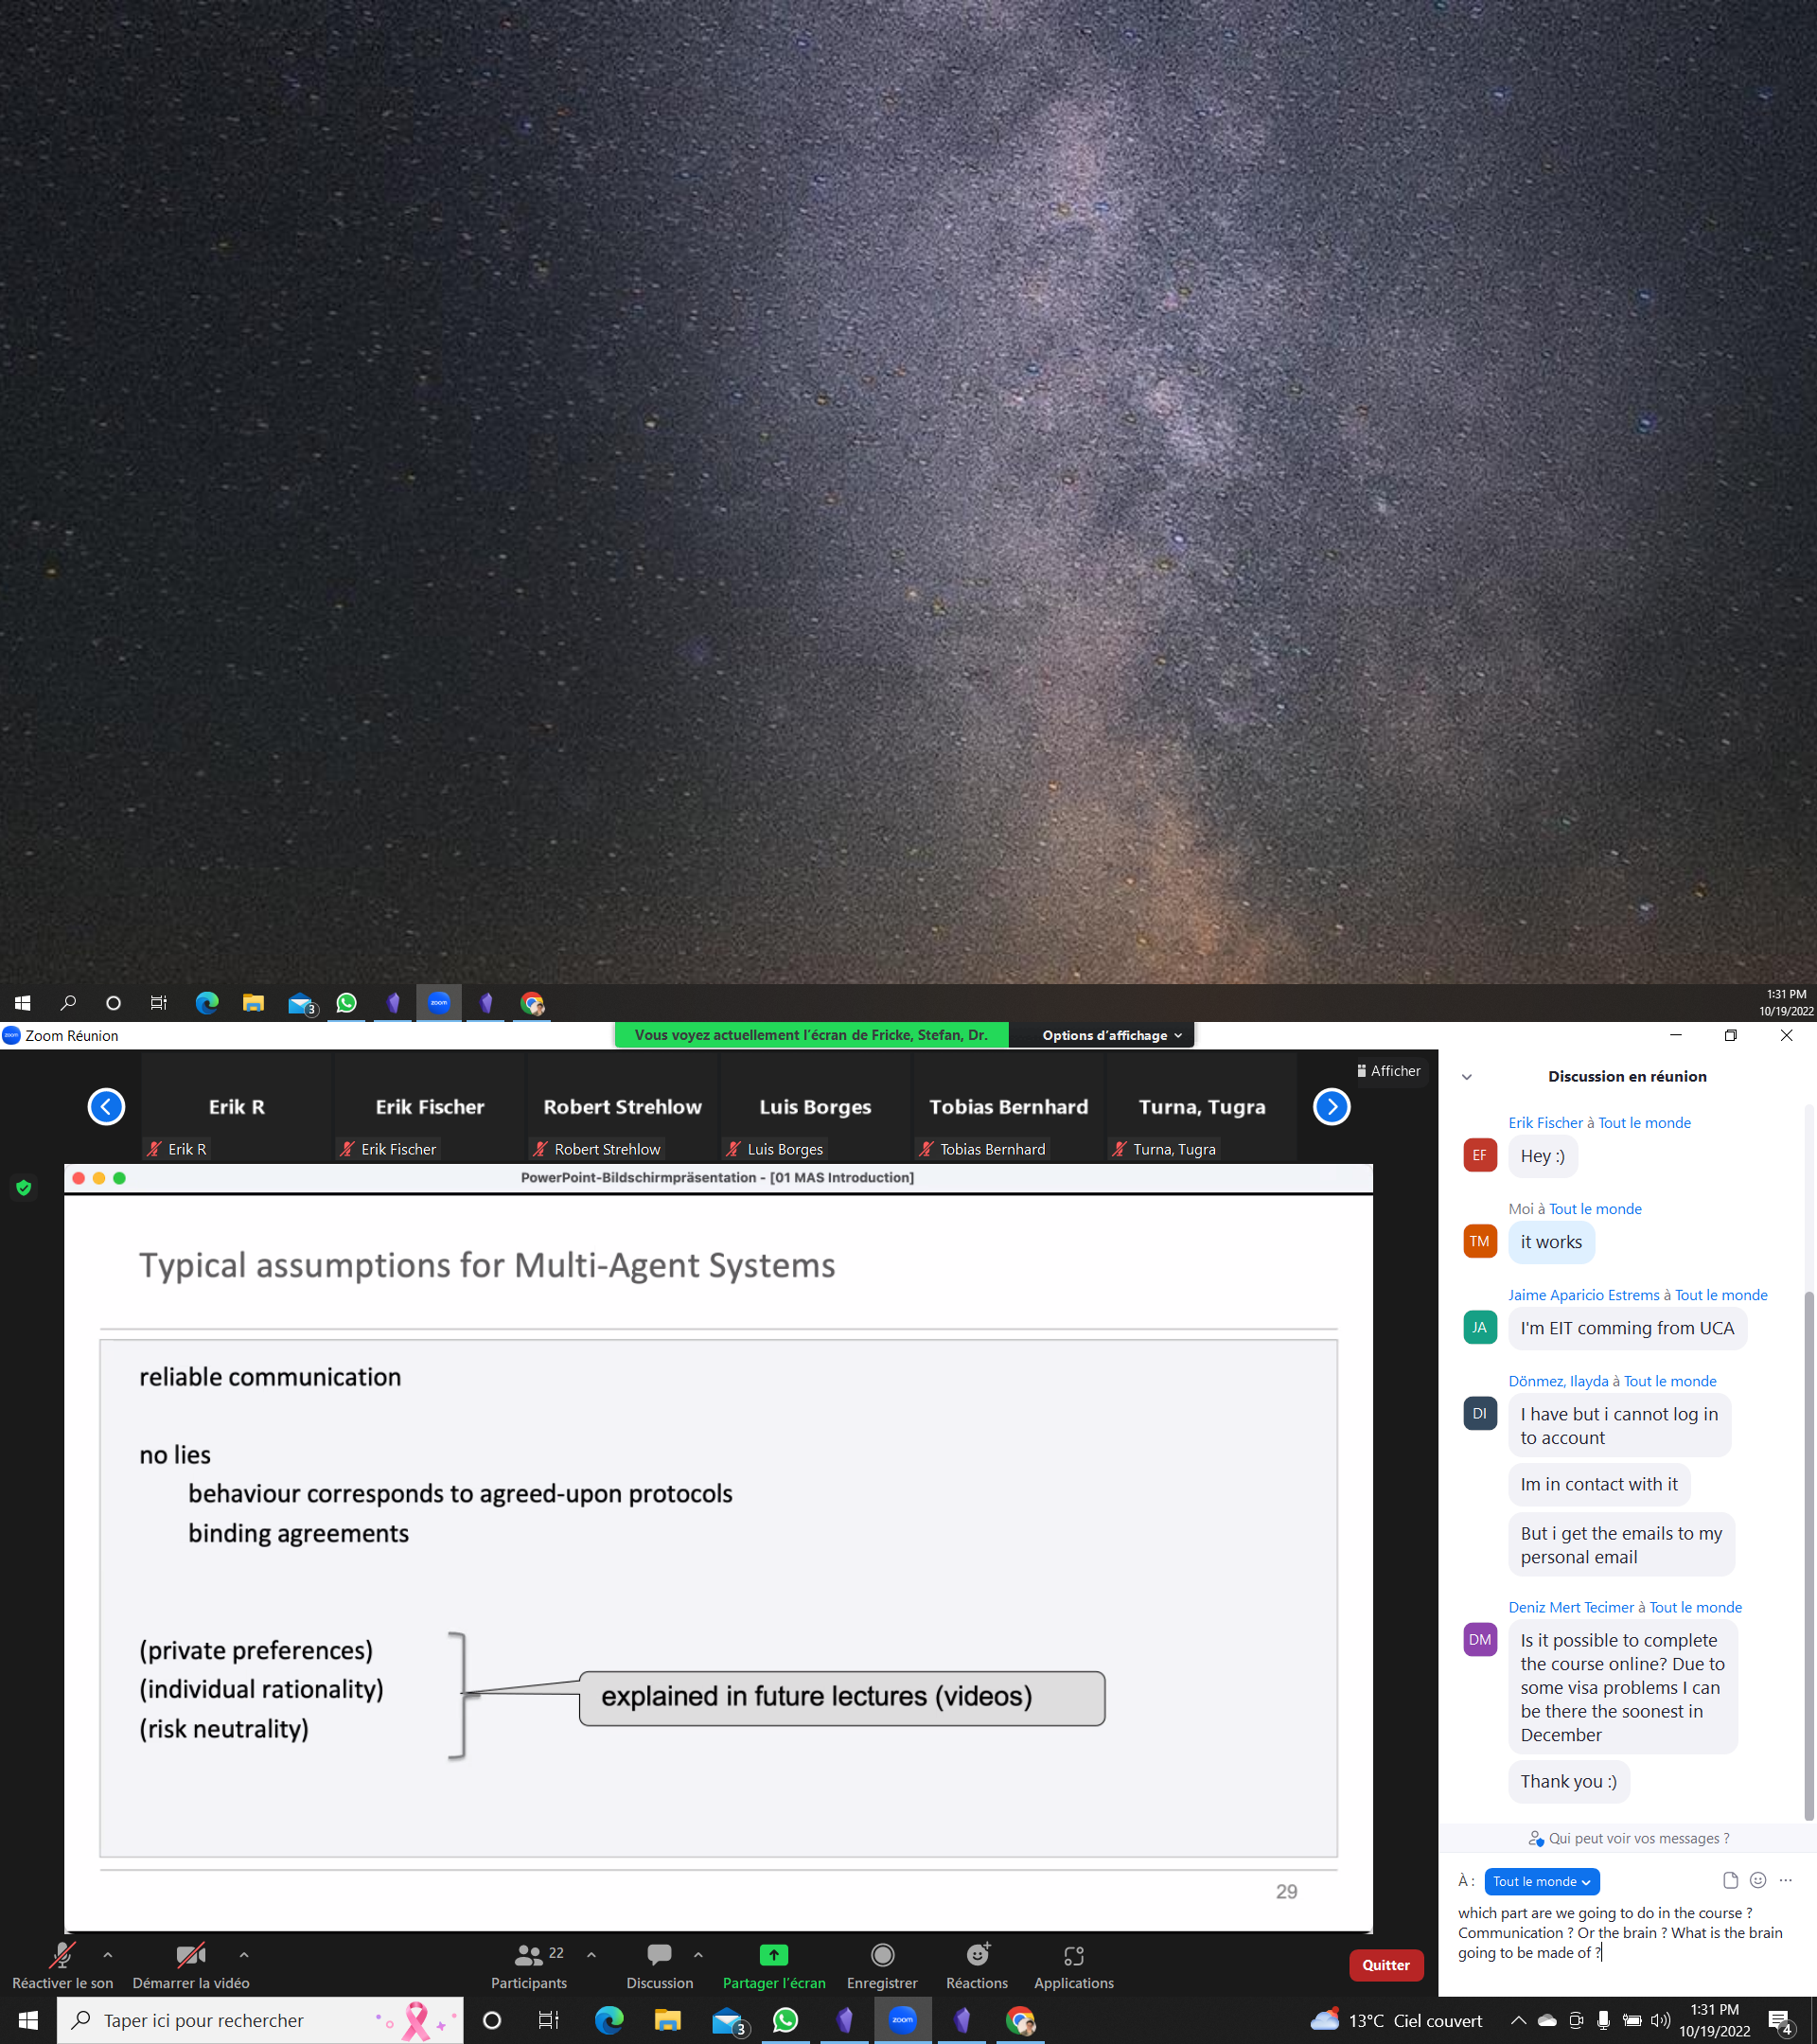 3
zoom
1:31 PM
10/19/2022
zoom
Zoom Réunion
Vous voyez actuellement l'écran de Fricke, Stefan, Dr.
Options d'affichage
Afficher
Erik R
Erik Fischer
Robert Strehlow
Luis Borges
Tobias Bernhard
Turna, Tugra
Erik R
Erik Fischer
Robert Strehlow
Luis Borges
Tobias Bernhard
Turna, Tugra
PowerPoint-Bildschirmpräsentation - [01 MAS Introduction]
Typical assumptions for Multi-Agent Systems
reliable communication
no lies
behaviour corresponds to agreed-upon protocols
binding agreements
(private preferences)
(individual rationality)
(risk neutrality)
explained in future lectures (videos)
29
Discussion en réunion
Erik Fischer à Tout le monde
EF
Hey :)
Moi à Tout le monde
TM
it works
Jaime Aparicio Estrems à Tout le monde
JA
I'm EIT comming from UCA
Dönmez, Ilayda à Tout le monde
DI
I have but i cannot log in
to account
Im in contact with it
But i get the emails to my
personal email
Deniz Mert Tecimer à Tout le monde
DM
Is it possible to complete
the course online? Due to
some visa problems I can
be there the soonest in
December
Thank you :)
Qui peut voir vos messages ?
À :
Tout le monde
which part are we going to do in the course ?
Communication ? Or the brain ? What is the brain
going to be made of ?
Réactiver le son
Démarrer la vidéo
22
Participants
Discussion
Partager l'écran
Enregistrer
Réactions
Applications
Quitter
Taper ici pour rechercher
3
zoom
13°C Ciel couvert
1:31 PM
10/19/2022
4